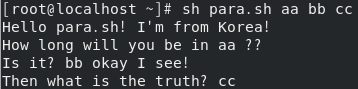 [root@localhost ~]# sh para.sh aa bb cc
Hello para.sh! I'm from Korea!
How long will you be in aa ??
Is it? bb okay I see!
Then what is the truth? cc